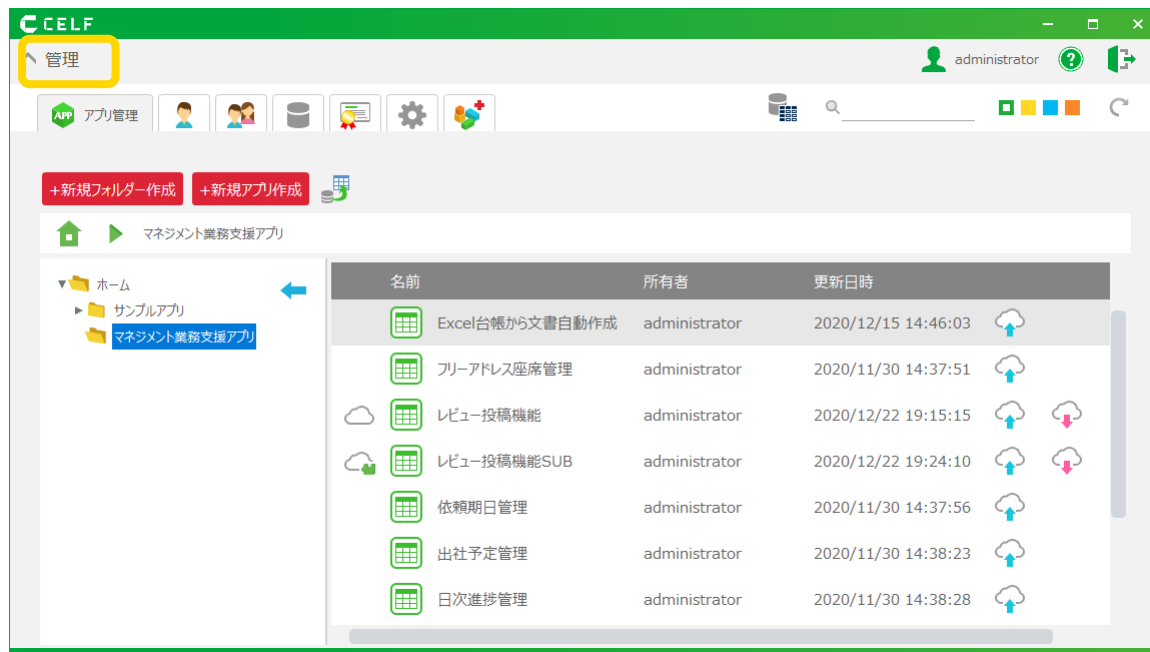 CELF
管理
administrator
APP アプリ管理
+新規フォルダー作成 +新規アプリ作成
マネジメント業務支援アプリ
ホーム
サンプルアプリ
マネジメント業務支援アプリ
名前 所有者 更新日時
Excel台帳から文書自動作成 administrator 2020/12/15 14:46:03
フリーアドレス座席管理 administrator 2020/11/30 14:37:51
レビュー投稿機能 administrator 2020/12/22 19:15:15
レビュー投稿機能SUB administrator 2020/12/22 19:24:10
依頼期日管理 administrator 2020/11/30 14:37:56
出社予定管理 administrator 2020/11/30 14:38:23
日次進捗管理 administrator 2020/11/30 14:38:28